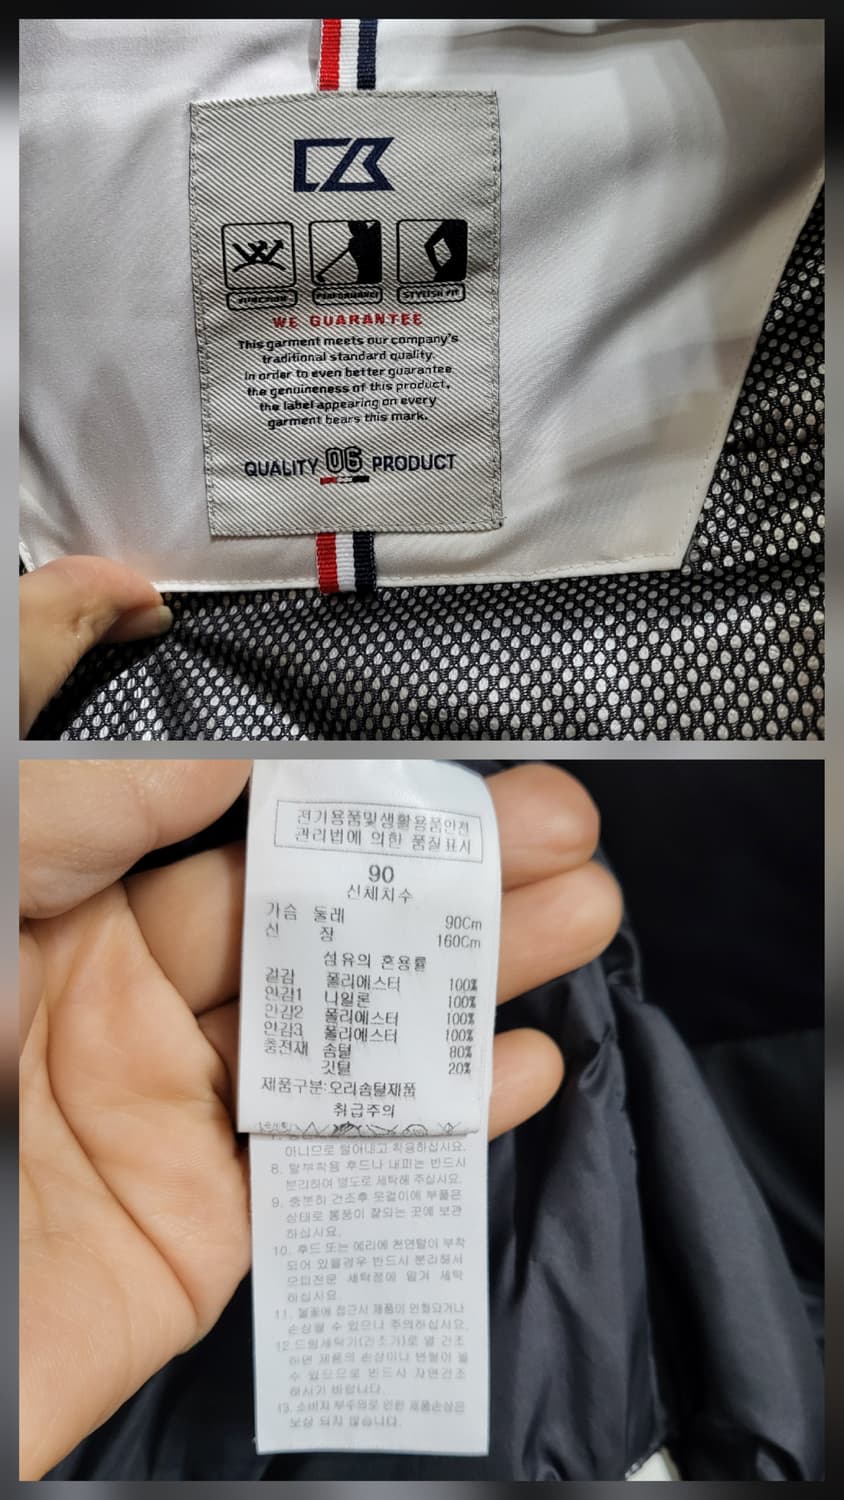 PERFORMANCE
STYLISH FIT
WE GUARANTEE
This garment meets our company's
traditional standard quality.
In order to even better guarantee
the genuineness of this product,
the label appearing on every
garment bears this mark.
QUALITY 06 PRODUCT
전기용품및생활용품안전
관리법에 의한 품질표시
90
신체치수
가슴 둘레 90Cm
신 장 160Cm
섬유의 혼용률
겉감 폴리에스터 100%
안감1 나일론 100%
안감2 폴리에스터 100%
안감3 폴리에스터 100%
충전재 솜털 80%
깃털 20%
제품구분:오리솜털제품
취급주의
아니므로 털어내고 착용하십시요.
8. 탈부착용 후드나 내피는 반드시
분리하여 별도로 세탁해 주십시요.
9. 충분히 건조후 옷걸이에 부풀은
상태로 통풍이 잘되는 곳에 보관
하십시요.
10. 후드 또는 에리에 천연털이 부착
되어 있을경우 반드시 분리해서
모피전문 세탁점에 맡겨 세탁
하십시요.
11. 불꽃에 접근시 제품이 인화되거나
손상될 수 있으니 주의하십시요.
12.드럼세탁기(건조기)로 열 건조
하면 제품의 손상이나 변형이 올
수 있으므로 반드시 자연건조
하시기 바랍니다.
13. 소비자 부주의로 인한 제품손상은
보상 되지 않습니다.